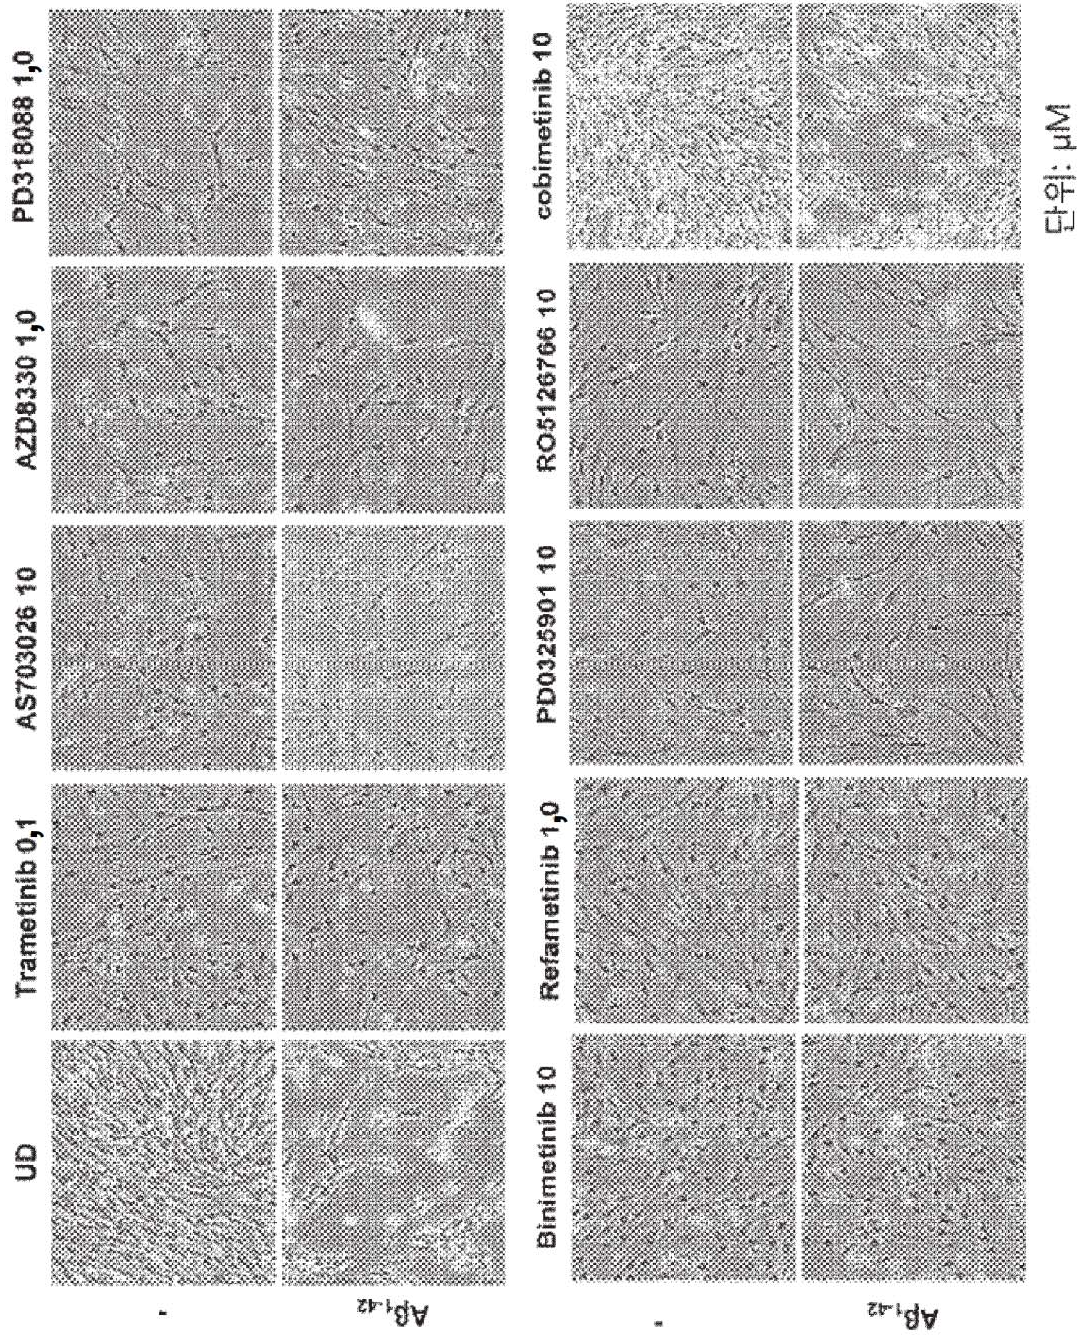 UD
Trametinib 0,1
AS703026 10
AZD8330 1,0
PD318088 1,0
-
Aβ1-42
Binimetinib 10
Refametinib 1,0
PD0325901 10
RO5126766 10
cobimetinib 10
-
Aβ1-42
단위: μM